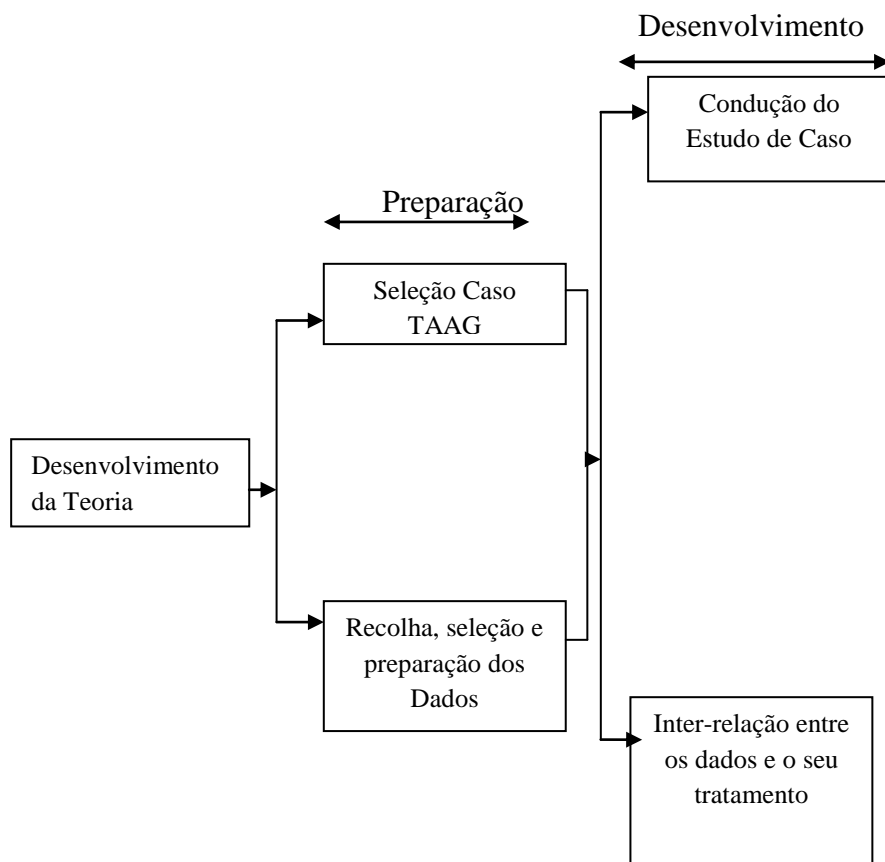 Desenvolvimento
Condução do
Estudo de Caso
Preparação
Seleção Caso
TAAG
Desenvolvimento
da Teoria
Recolha, seleção e
preparação dos
Dados
Inter-relação entre
os dados e o seu
tratamento